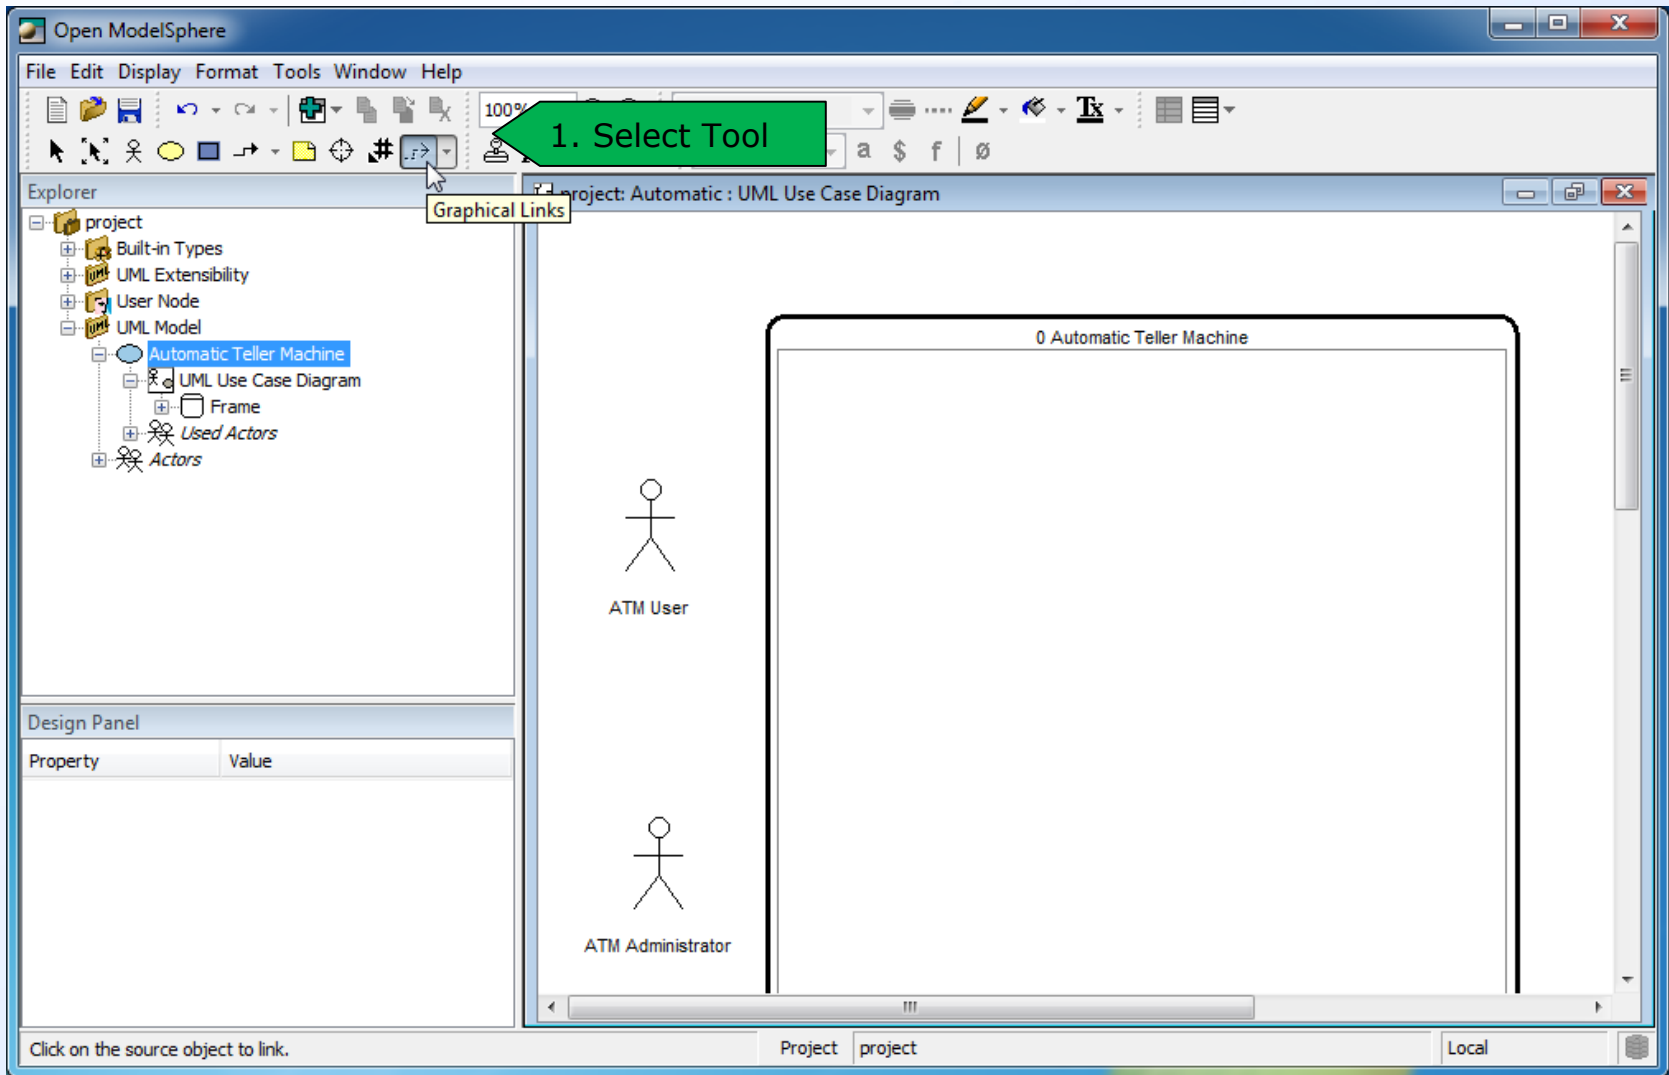 Open ModelSphere
File Edit Display Format Tools Window Help
100%
1. Select Tool
Tx
a $ f ø
Explorer
Graphical Links
project: Automatic : UML Use Case Diagram
project
Built-in Types
UML Extensibility
User Node
UML Model
Automatic Teller Machine
UML Use Case Diagram
Frame
Used Actors
Actors
0 Automatic Teller Machine
ATM User
ATM Administrator
Design Panel
Property Value
Click on the source object to link.
Project project
Local